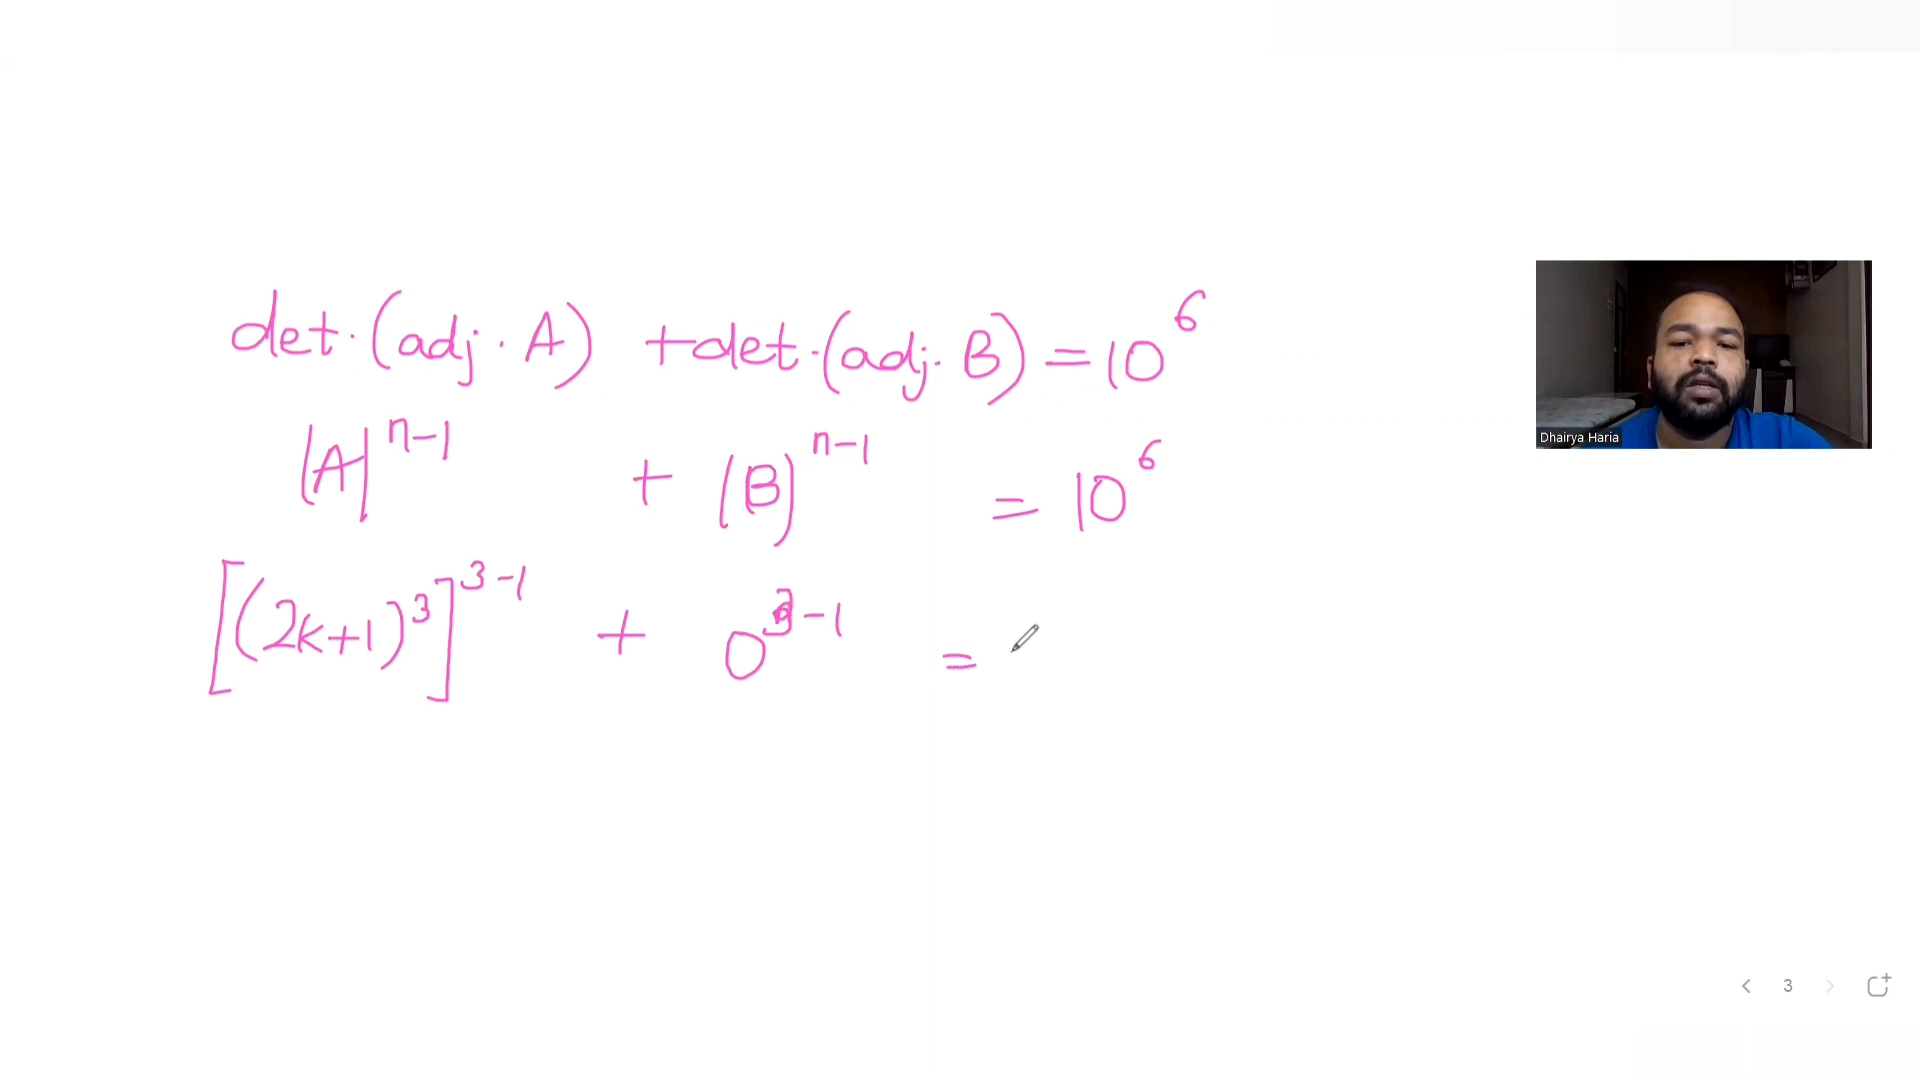 det.(adj. A) +det.(adj. B) = 10^6
|A|^n-1 + |B|^n-1 = 10^6
[(2k+1)^3]^3-1 + 0^3-1 =
Dhairya Haria
3